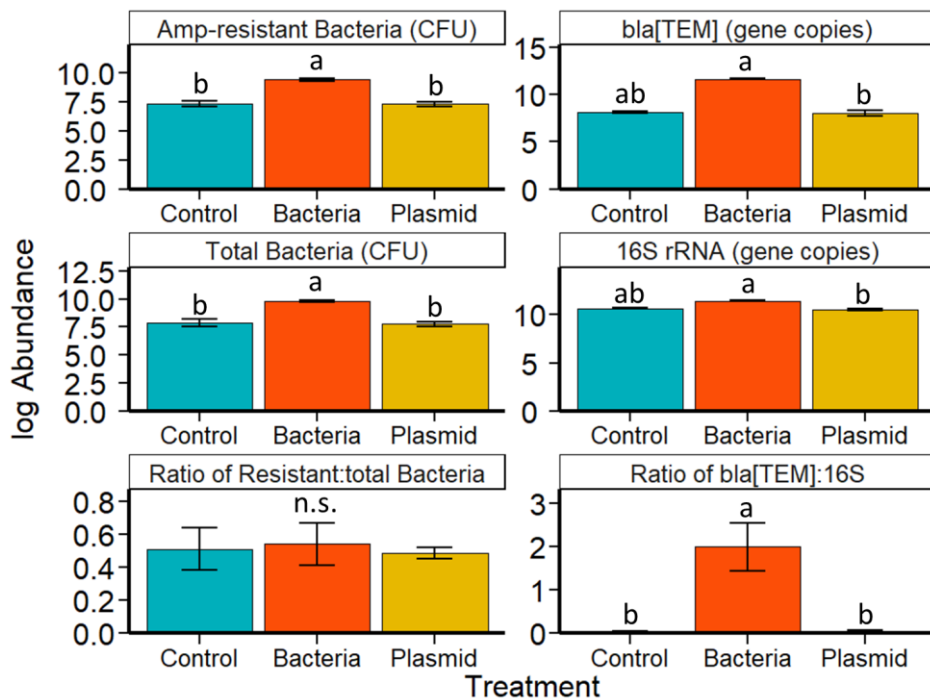 Amp-resistant Bacteria (CFU)
10.0
7.5
5.0
2.5
0.0
b
a
b
Control Bacteria Plasmid
bla[TEM] (gene copies)
15
10
5
0
ab
a
b
Control Bacteria Plasmid
Total Bacteria (CFU)
12.5
10.0
7.5
5.0
2.5
0.0
b
a
b
Control Bacteria Plasmid
16S rRNA (gene copies)
10
5
0
ab
a
b
Control Bacteria Plasmid
Ratio of Resistant:total Bacteria
0.8
0.6
0.4
0.2
0.0
n.s.
Control Bacteria Plasmid
Ratio of bla[TEM]:16S
3
2
1
0
b
a
b
Control Bacteria Plasmid
log Abundance
Treatment